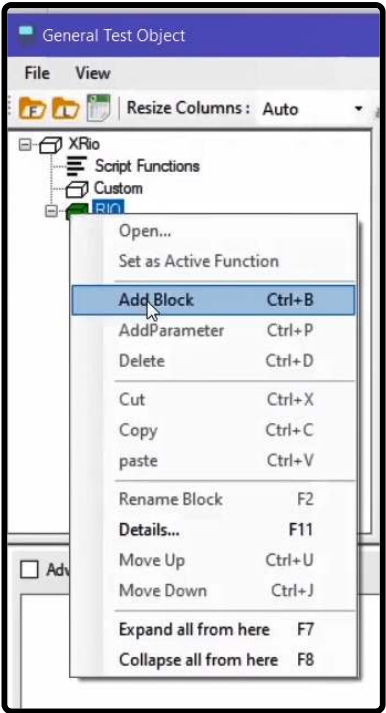 General Test Object
File View
F L Resize Columns : Auto
XRio
Script Functions
Custom
RIO
Open...
Set as Active Function
Add Block Ctrl+B
AddParameter Ctrl+P
Delete Ctrl+D
Cut Ctrl+X
Copy Ctrl+C
paste Ctrl+V
Rename Block F2
Details... F11
Move Up Ctrl+U
Move Down Ctrl+J
Expand all from here F7
Collapse all from here F8